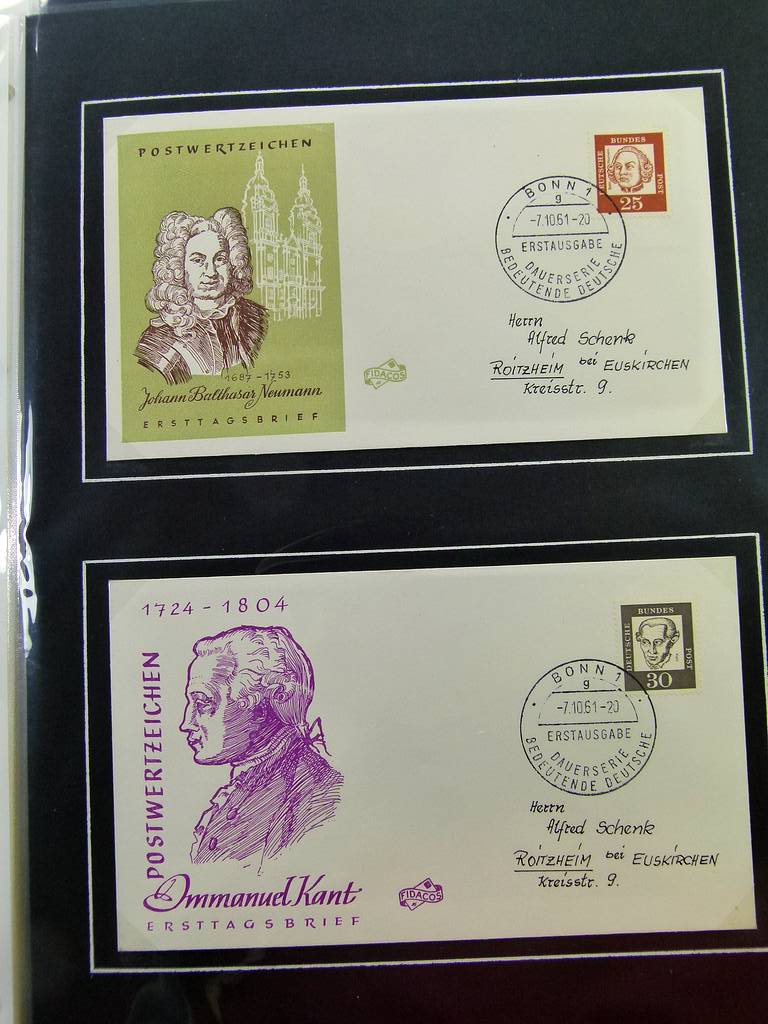 POSTWERTZEICHEN
1687 - 1753
Johann Balthasar Neumann
ERSTTAGSBRIEF
FIDACOS
DEUTSCHE BUNDES POST
25
BONN 1
g
-7.10.61-20
ERSTAUSGABE
DAUERSERIE
BEDEUTENDE DEUTSCHE
Herrn
Alfred Schenk
ROITZHEIM bei EUSKIRCHEN
Kreisstr. 9.
1724 - 1804
POSTWERTZEICHEN
Immanuel Kant
ERSTTAGSBRIEF
FIDACOS
DEUTSCHE BUNDES POST
30
BONN 1
g
-7.10.61-20
ERSTAUSGABE
DAUERSERIE
BEDEUTENDE DEUTSCHE
Herrn
Alfred Schenk
ROITZHEIM bei EUSKIRCHEN
Kreisstr. 9.